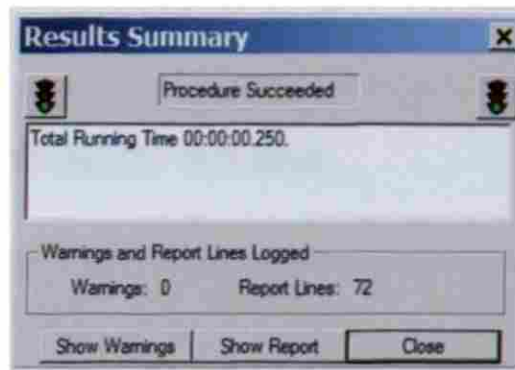 Results Summary
Procedure Succeeded
Total Running Time 00:00:00.250.
Warnings and Report Lines Logged
Warnings: 0 Report Lines: 72
Show Warnings Show Report Close